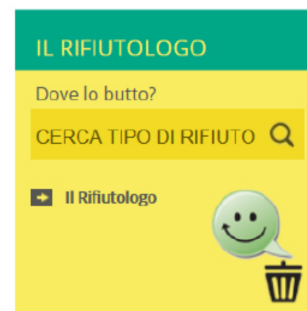 IL RIFIUTOLOGO
Dove lo butto?
CERCA TIPO DI RIFIUTO
Il Rifiutologo